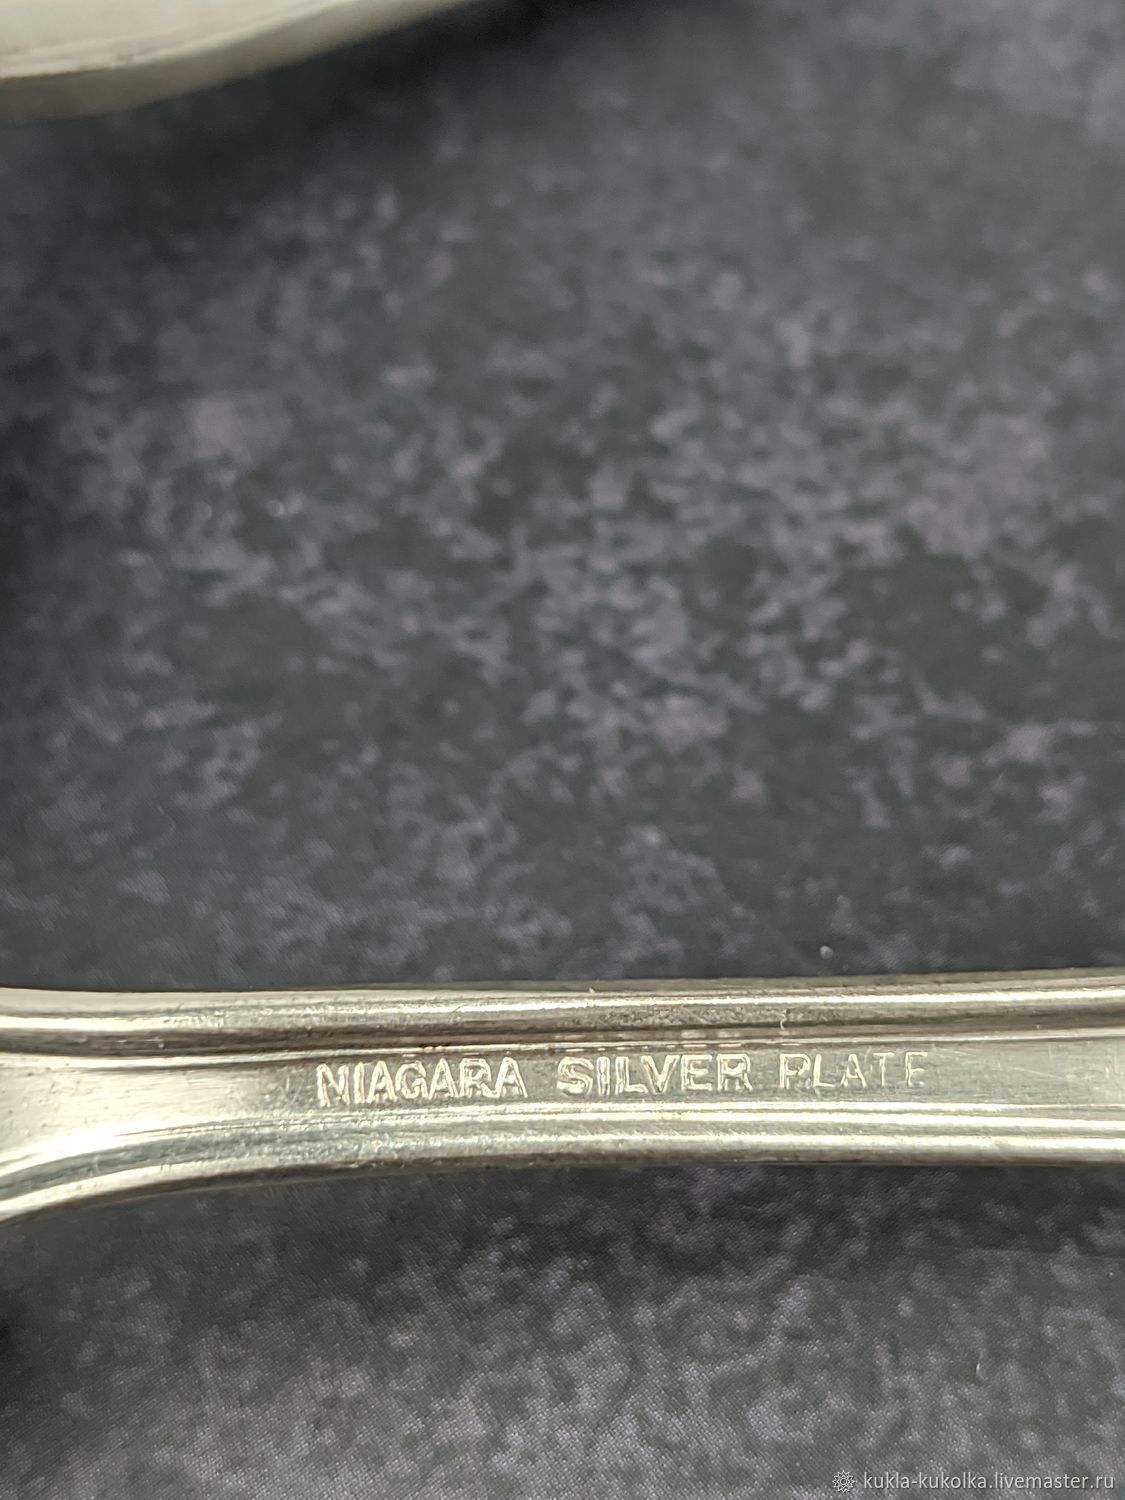 NIAGARA SILVER PLATE
kukla-kukolka.livemaster.ru